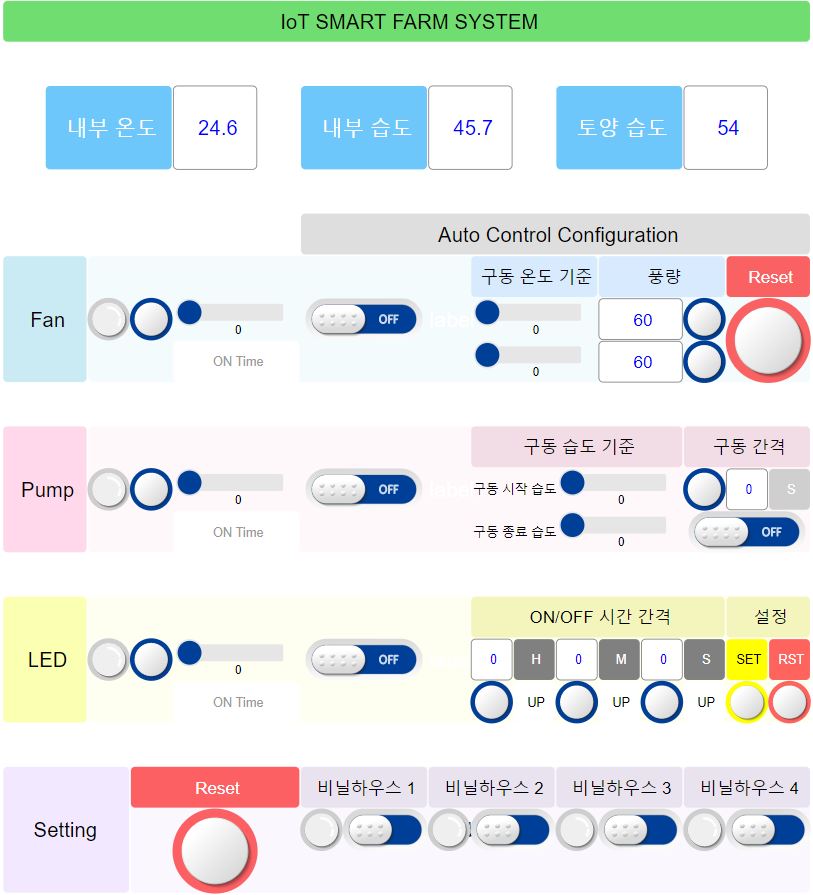 IoT SMART FARM SYSTEM
내부 온도 24.6 내부 습도 45.7 토양 습도 54
Auto Control Configuration
Fan
0
ON Time
OFF
label
구동 온도 기준 풍량 Reset
0 60
0 60
Pump
0
ON Time
OFF
label
구동 습도 기준 구동 간격
구동 시작 습도 0 0 S
구동 종료 습도 0 OFF
LED
0
ON Time
OFF
label
ON/OFF 시간 간격 설정
0 H 0 M 0 S SET RST
UP UP UP
Setting
Reset 비닐하우스 1 비닐하우스 2 비닐하우스 3 비닐하우스 4